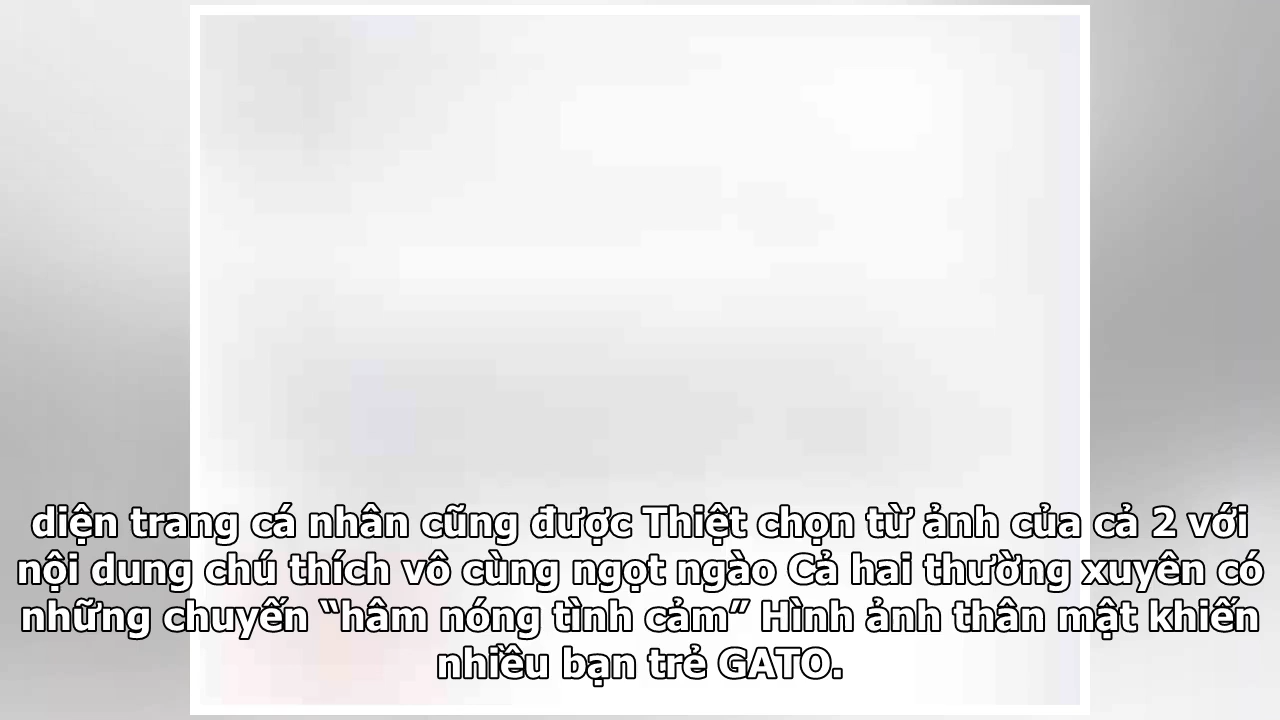 diện trang cá nhân cũng được Thiệt chọn từ ảnh của cả 2 với
nội dung chú thích vô cùng ngọt ngào Cả hai thường xuyên có
những chuyến “hâm nóng tình cảm” Hình ảnh thân mật khiến
nhiều bạn trẻ GATO.